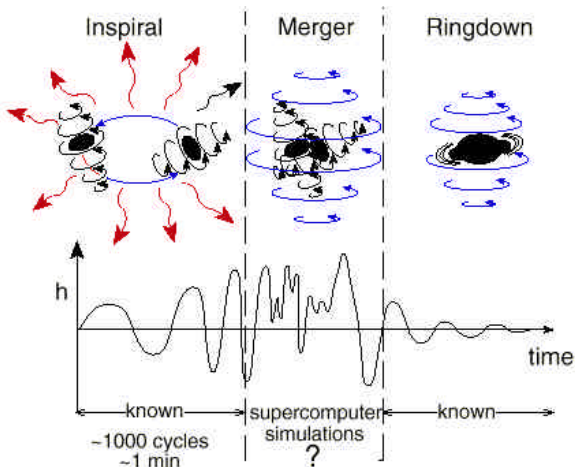 Inspiral
Merger
Ringdown
h
time
known
supercomputer
simulations
?
known
~1000 cycles
~1 min